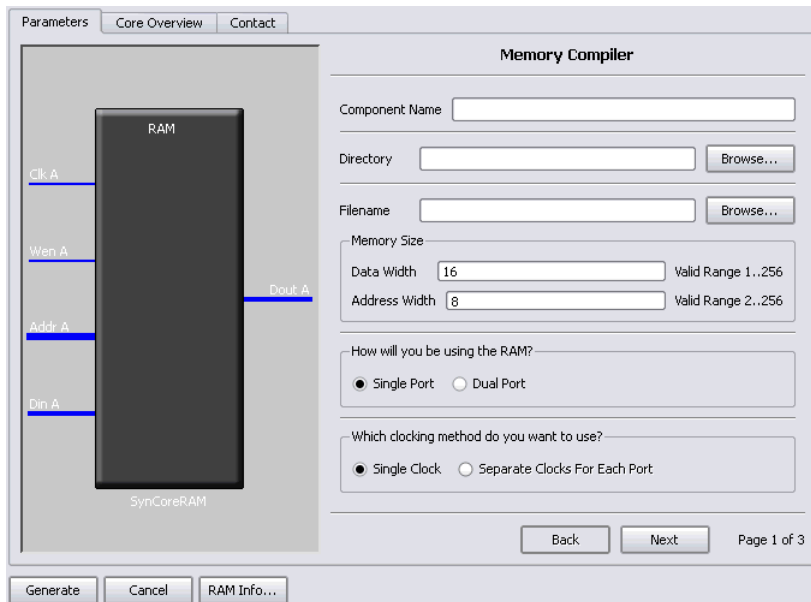 Parameters
Core Overview
Contact
RAM
Clk A
Wen A
Addr A
Din A
Dout A
SynCoreRAM
Memory Compiler
Component Name
Directory
Browse...
Filename
Browse...
Memory Size
Data Width 16 Valid Range 1..256
Address Width 8 Valid Range 2..256
How will you be using the RAM?
Single Port Dual Port
Which clocking method do you want to use?
Single Clock Separate Clocks For Each Port
Back Next Page 1 of 3
Generate Cancel RAM Info...